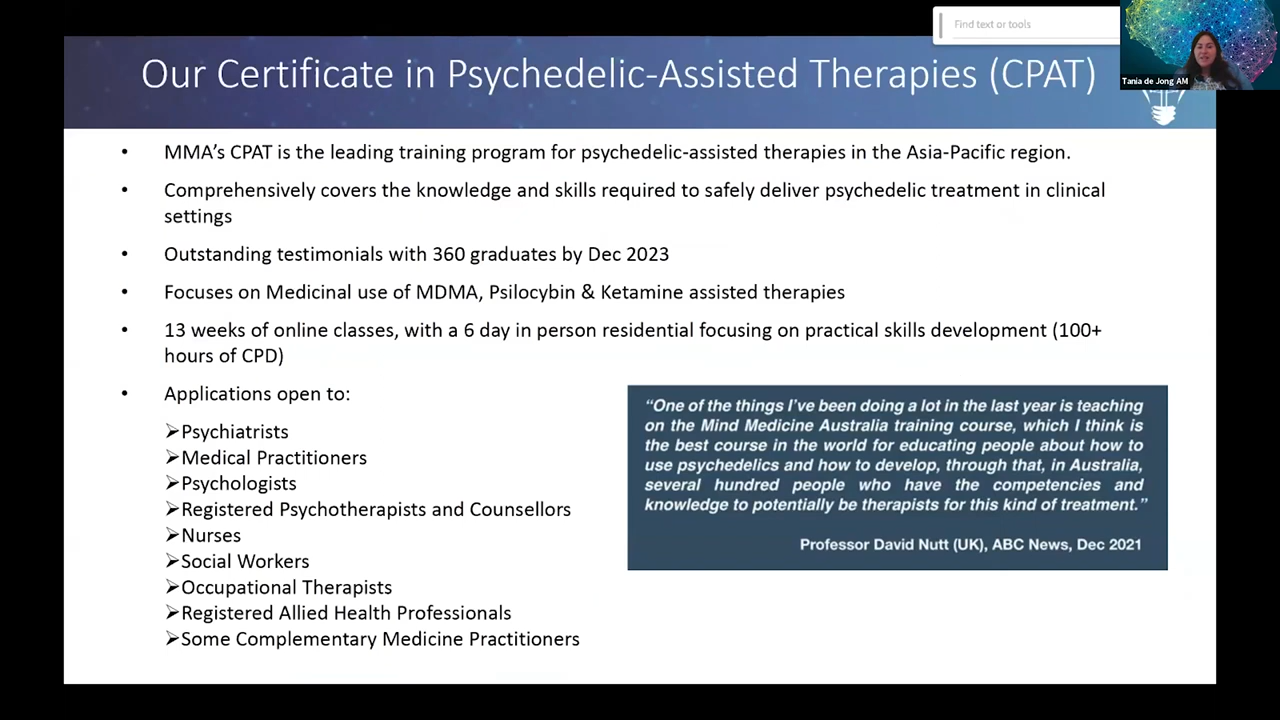 Find text or tools
Tania de Jong AM
Our Certificate in Psychedelic-Assisted Therapies (CPAT)
• MMA’s CPAT is the leading training program for psychedelic-assisted therapies in the Asia-Pacific region.
• Comprehensively covers the knowledge and skills required to safely deliver psychedelic treatment in clinical
settings
• Outstanding testimonials with 360 graduates by Dec 2023
• Focuses on Medicinal use of MDMA, Psilocybin & Ketamine assisted therapies
• 13 weeks of online classes, with a 6 day in person residential focusing on practical skills development (100+
hours of CPD)
• Applications open to:
➢Psychiatrists
➢Medical Practitioners
➢Psychologists
➢Registered Psychotherapists and Counsellors
➢Nurses
➢Social Workers
➢Occupational Therapists
➢Registered Allied Health Professionals
➢Some Complementary Medicine Practitioners
“One of the things I’ve been doing a lot in the last year is teaching
on the Mind Medicine Australia training course, which I think is
the best course in the world for educating people about how to
use psychedelics and how to develop, through that, in Australia,
several hundred people who have the competencies and
knowledge to potentially be therapists for this kind of treatment.”
Professor David Nutt (UK), ABC News, Dec 2021